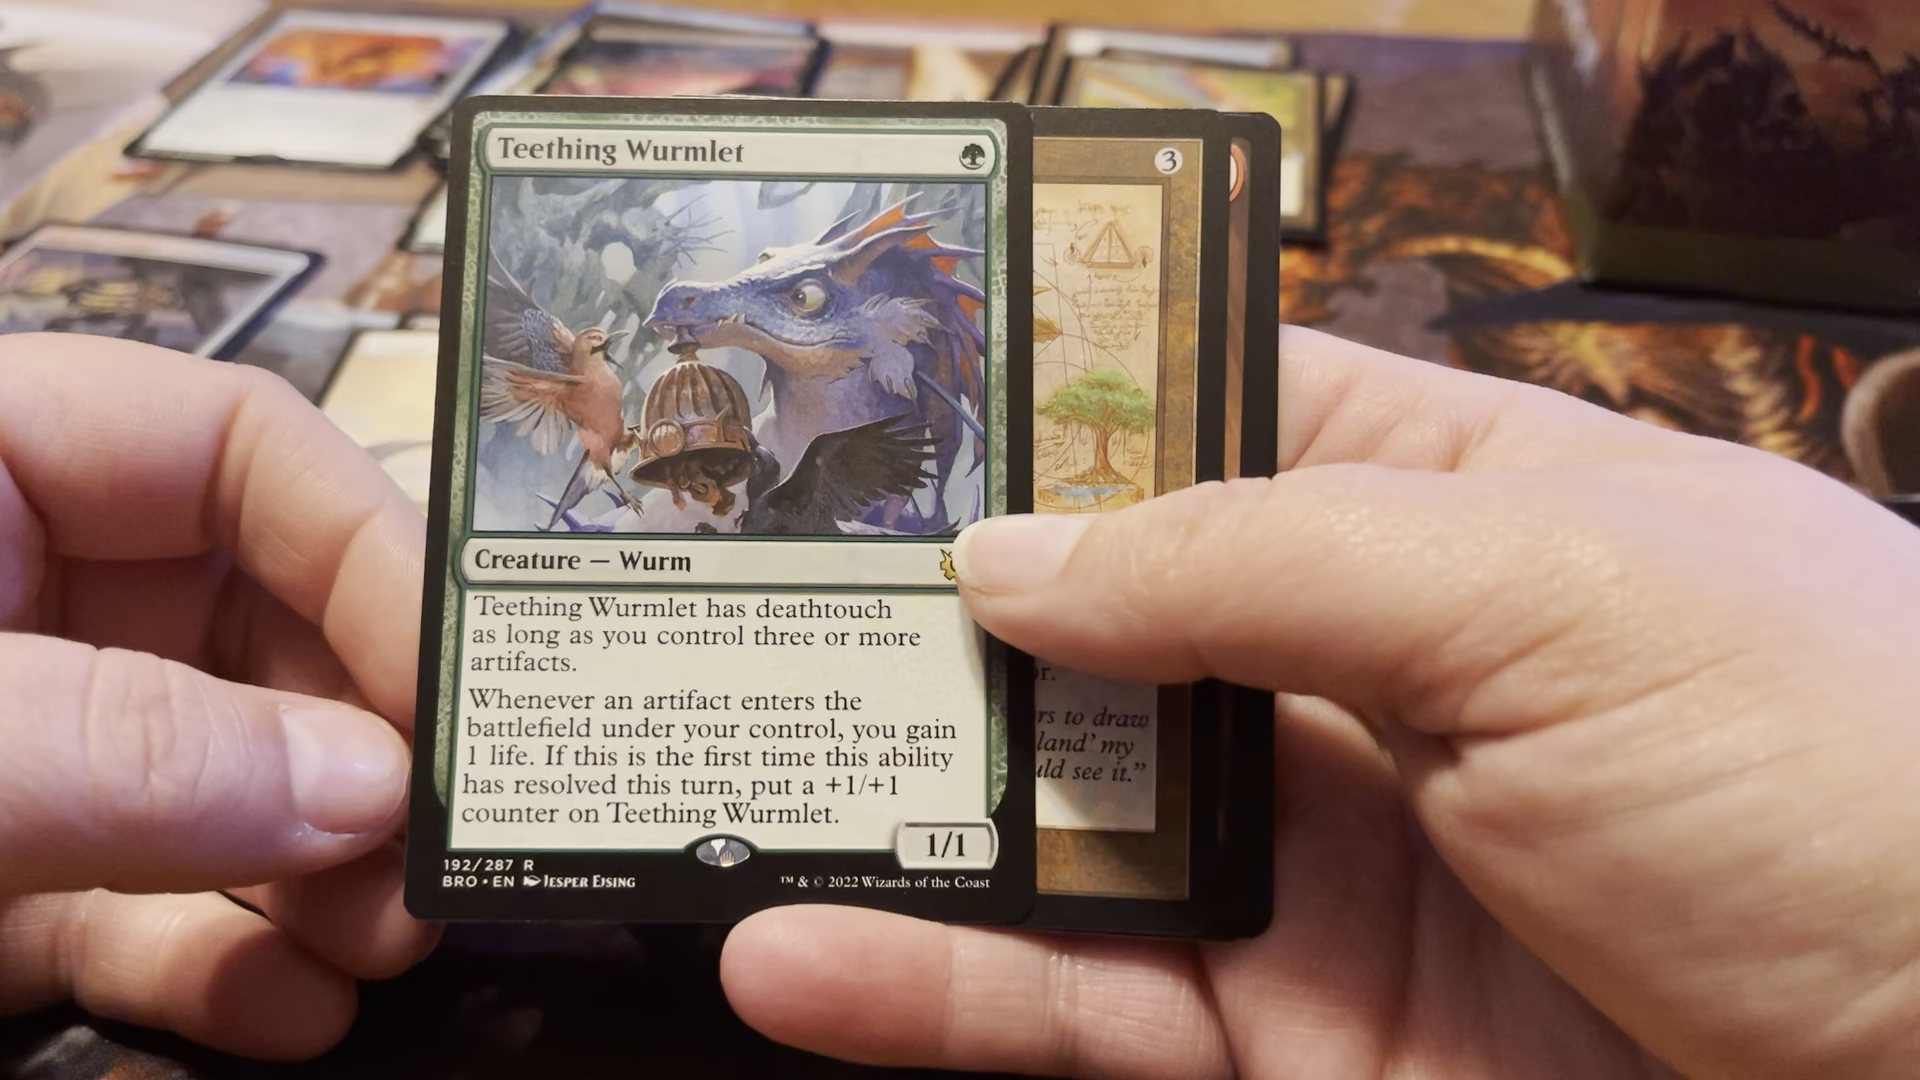 Teething Wurmlet
3
Creature — Wurm
Teething Wurmlet has deathtouch
as long as you control three or more
artifacts.
Whenever an artifact enters the
battlefield under your control, you gain
1 life. If this is the first time this ability
has resolved this turn, put a +1/+1
counter on Teething Wurmlet.
1/1
192/287 R
BRO • EN JESPER EJSING
™ & © 2022 Wizards of the Coast
or.
rs to draw
land’ my
uld see it.”